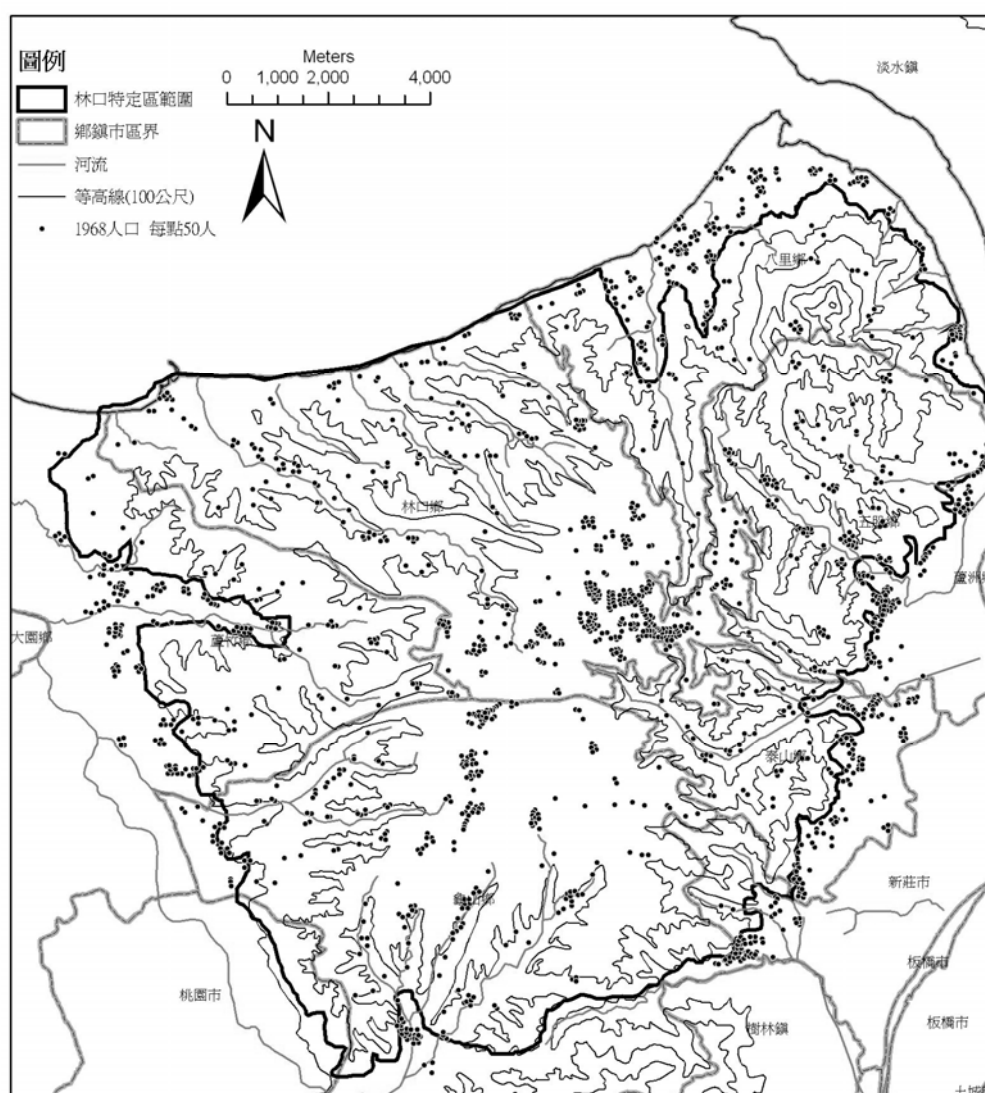 圖例
林口特定區範圍
鄉鎮市區界
河流
等高線(100公尺)
1968人口 每點50人
Meters
0 1,000 2,000 4,000
N
淡水鎮
八里鄉
林口鄉
五股鄉
蘆洲鄉
大園鄉
蘆竹鄉
泰山鄉
新莊市
龜山鄉
板橋市
桃園市
樹林鎮
板橋市